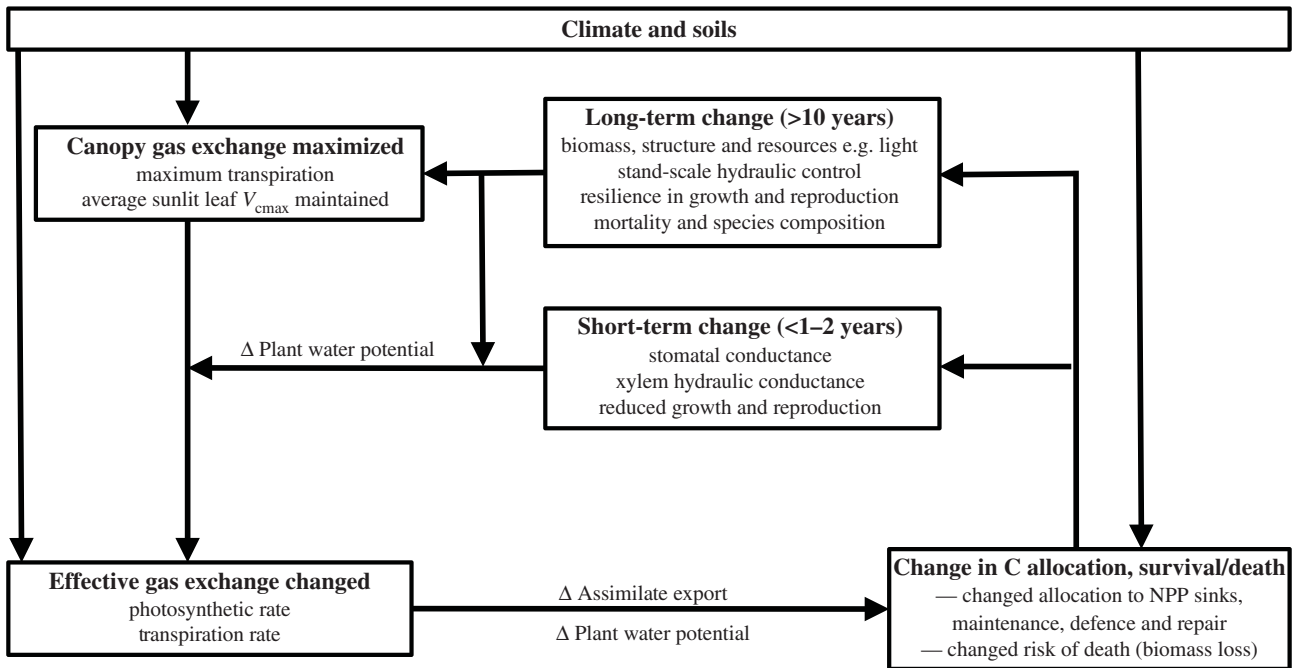 Climate and soils
Canopy gas exchange maximized
maximum transpiration
average sunlit leaf Vcmax maintained
Long-term change (>10 years)
biomass, structure and resources e.g. light
stand-scale hydraulic control
resilience in growth and reproduction
mortality and species composition
Δ Plant water potential
Short-term change (<1–2 years)
stomatal conductance
xylem hydraulic conductance
reduced growth and reproduction
Effective gas exchange changed
photosynthetic rate
transpiration rate
Δ Assimilate export
Δ Plant water potential
Change in C allocation, survival/death
— changed allocation to NPP sinks,
maintenance, defence and repair
— changed risk of death (biomass loss)